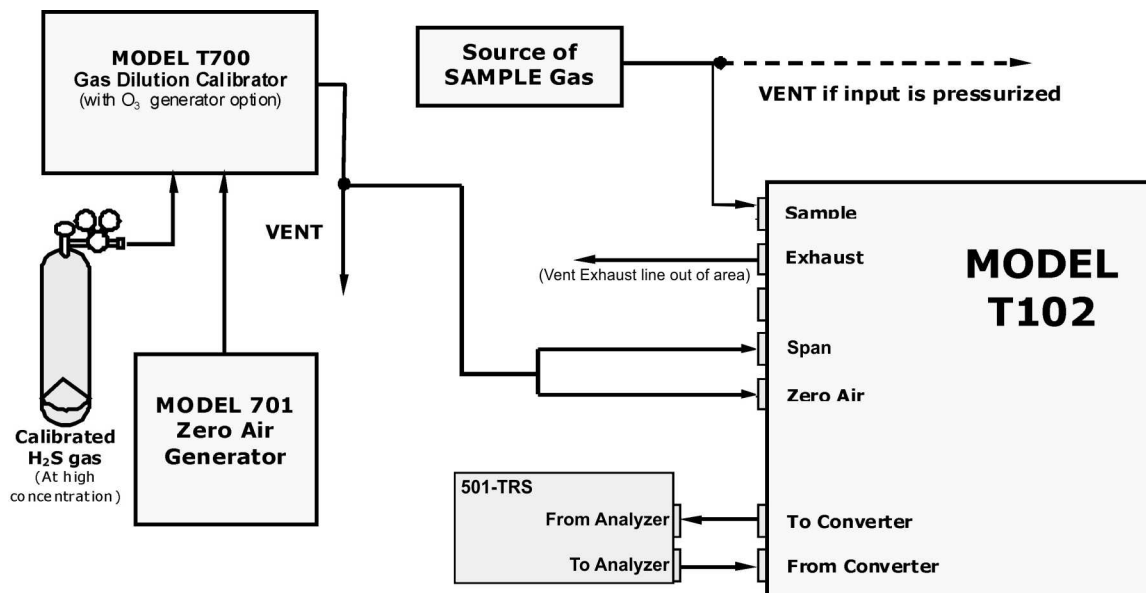 MODEL T700
Gas Dilution Calibrator
(with O₃ generator option)
Source of
SAMPLE Gas
VENT if input is pressurized
VENT
Calibrated
H₂S gas
(At high
concentration)
MODEL 701
Zero Air
Generator
Sample
Exhaust
(Vent Exhaust line out of area)
Span
Zero Air
MODEL
T102
501-TRS
From Analyzer
To Analyzer
To Converter
From Converter